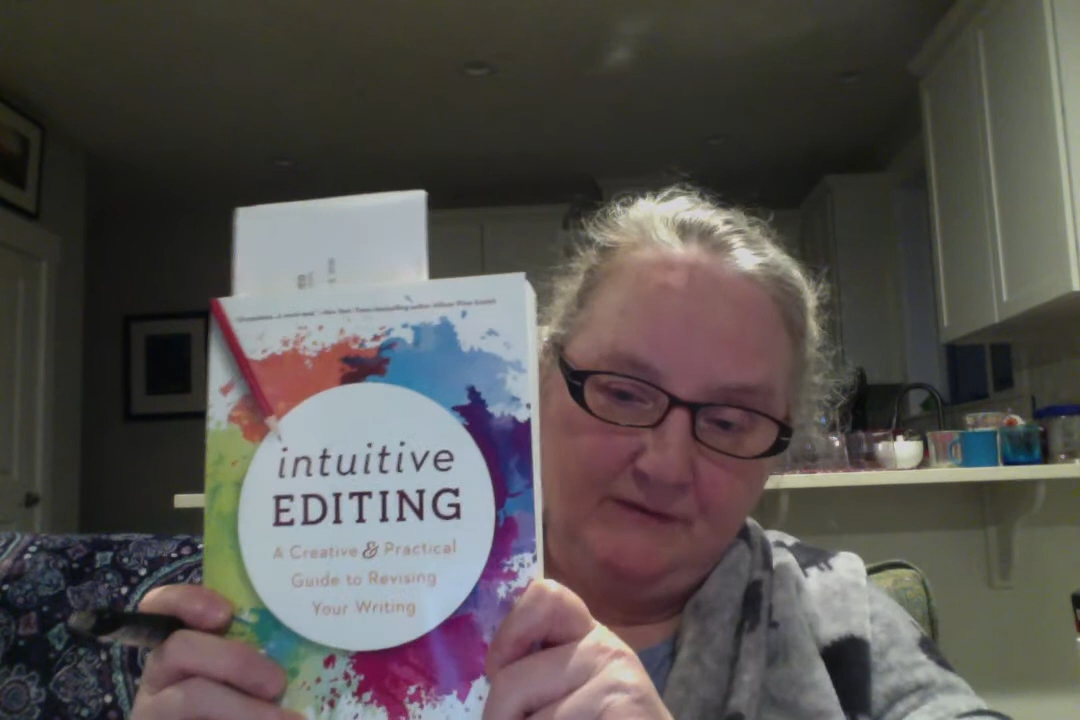 intuitive
EDITING
A Creative & Practical
Guide to Revising
Your Writing